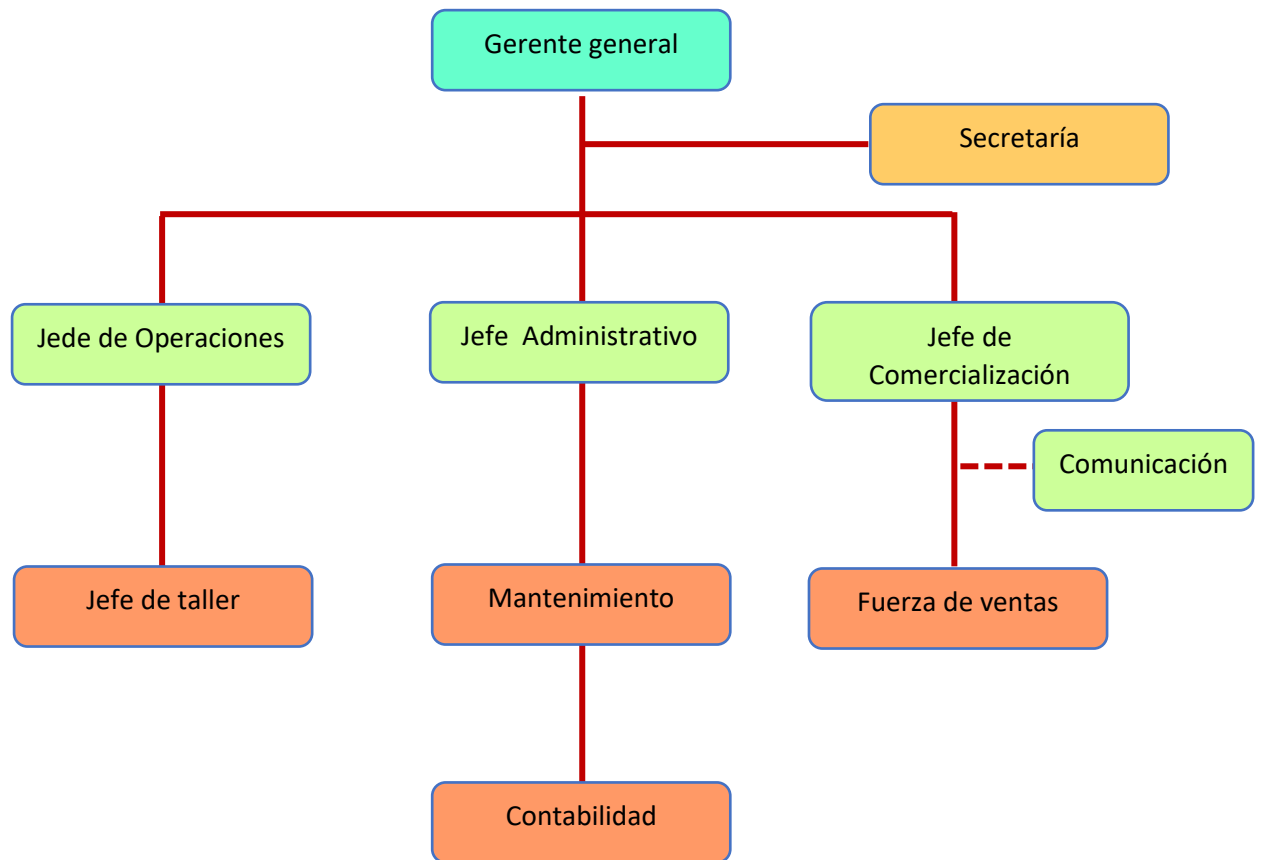 Gerente general
Secretaría
Jede de Operaciones
Jefe  Administrativo
Jefe de
Comercialización
Comunicación
Jefe de taller
Mantenimiento
Fuerza de ventas
Contabilidad